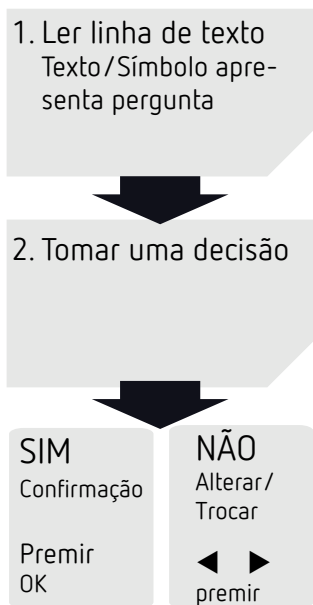 1. Ler linha de texto
Texto/Símbolo apre-
senta pergunta
2. Tomar uma decisão
SIM
Confirmação
Premir
OK
NÃO
Alterar/
Trocar
◀ ▶
premir